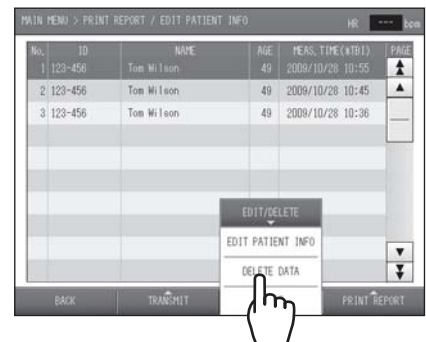 MAIN MENU > PRINT REPORT / EDIT PATIENT INFO HR --- bpm
No. ID NAME AGE MEAS. TIME(*TBI) PAGE
1 123-456 Tom Wilson 49 2009/10/28 10:55
2 123-456 Tom Wilson 49 2009/10/28 10:45
3 123-456 Tom Wilson 49 2009/10/28 10:36
EDIT/DELETE
EDIT PATIENT INFO
DELETE DATA
BACK TRANSMIT PRINT REPORT